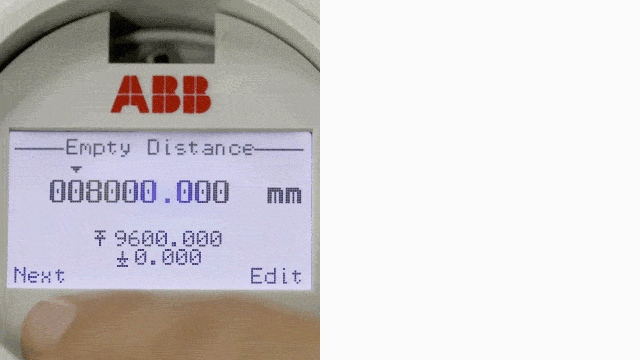 ABB
Empty Distance
008000.000 mm
9600.000
0.000
Next Edit